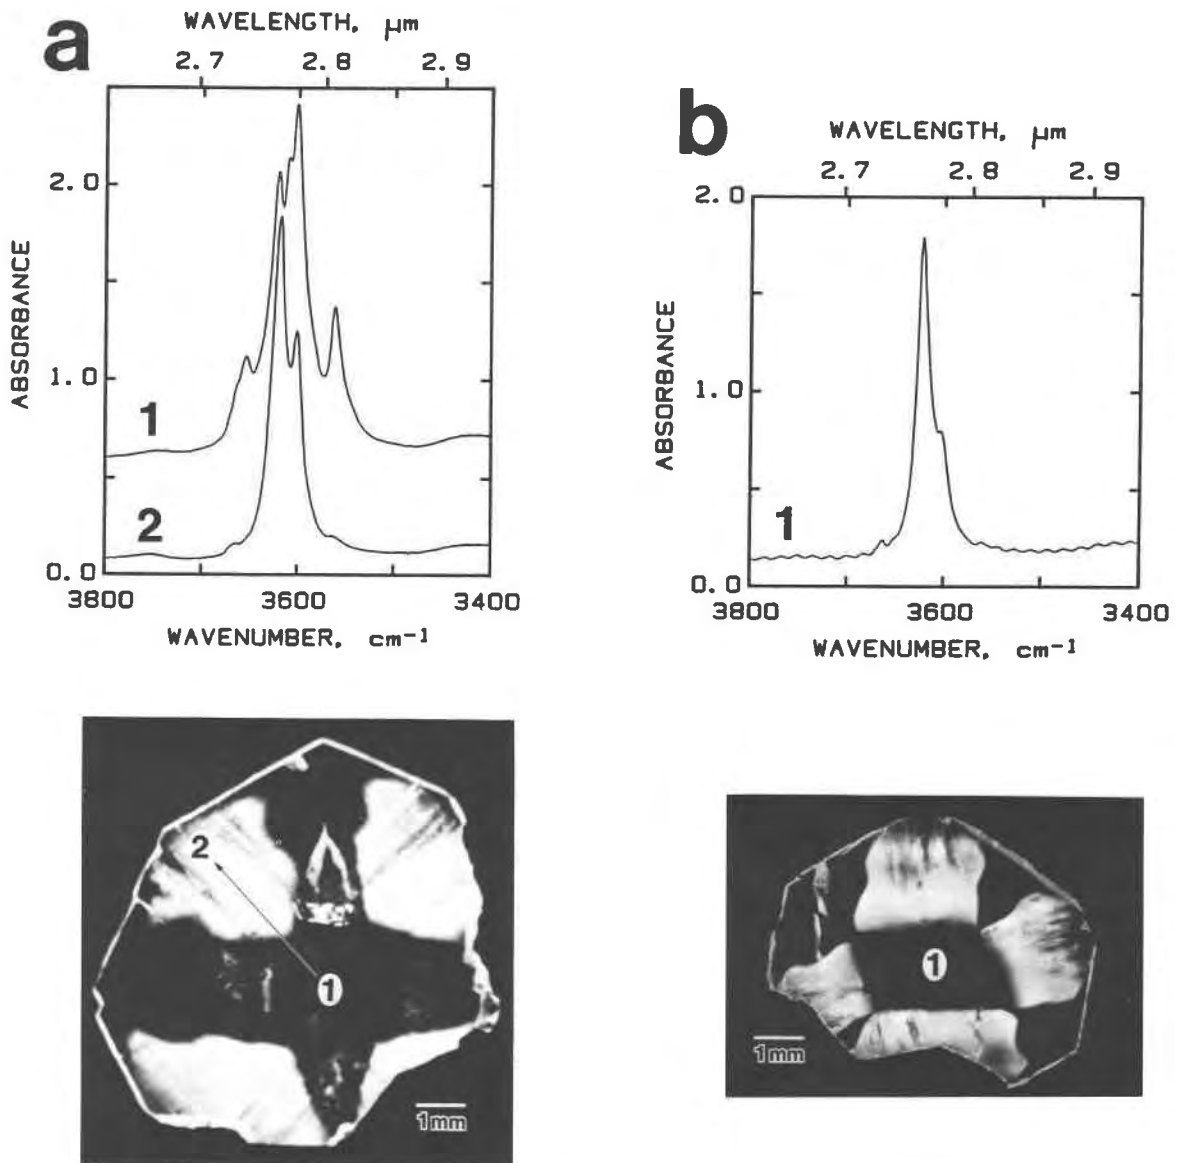 a
WAVELENGTH, μm
2.7 2.8 2.9
2.0
1.0
0.0
ABSORBANCE
1
2
3800 3600 3400
WAVENUMBER, cm-1
b
WAVELENGTH, μm
2.7 2.8 2.9
2.0
1.0
0.0
ABSORBANCE
1
3800 3600 3400
WAVENUMBER, cm-1
2
1
1mm
1
1mm